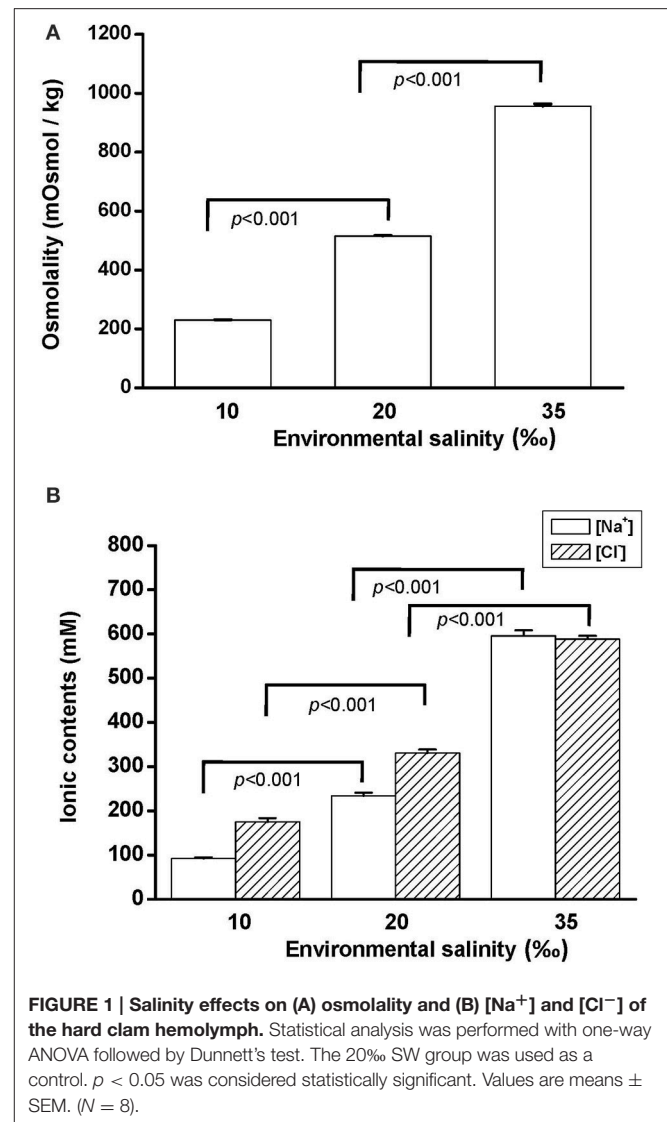 A
1200
1000
800
600
400
200
0
Osmolality (mOsmol / kg)
p<0.001
p<0.001
10 20 35
Environmental salinity (‰)
B
[Na⁺]
[Cl⁻]
800
700
600
500
400
300
200
100
0
Ionic contents (mM)
p<0.001
p<0.001
p<0.001
p<0.001
10 20 35
Environmental salinity (‰)
FIGURE 1 | Salinity effects on (A) osmolality and (B) [Na⁺] and [Cl⁻] of
the hard clam hemolymph. Statistical analysis was performed with one-way
ANOVA followed by Dunnett's test. The 20‰ SW group was used as a
control. p < 0.05 was considered statistically significant. Values are means ±
SEM. (N = 8).